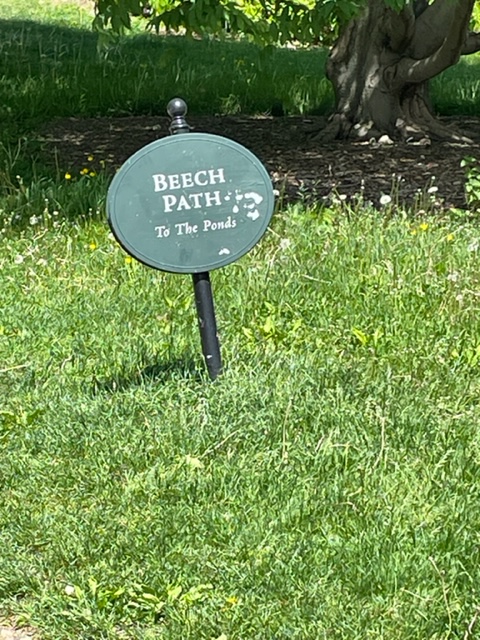 BEECH
PATH
To The Ponds